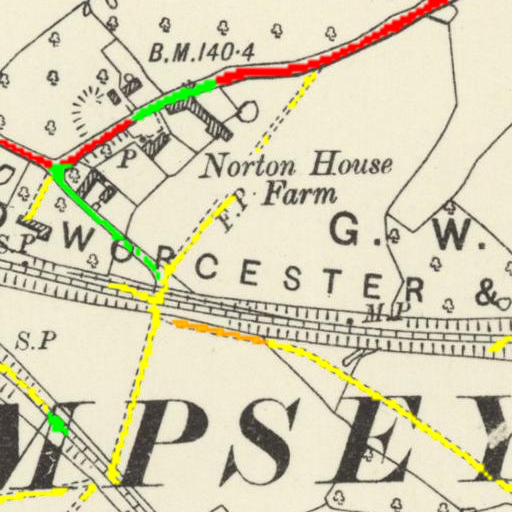 B.M.140.4
P
Norton House
Farm
F.P.
G. W.
WORCESTER &
S.P
M.P
S.P
MPSEY